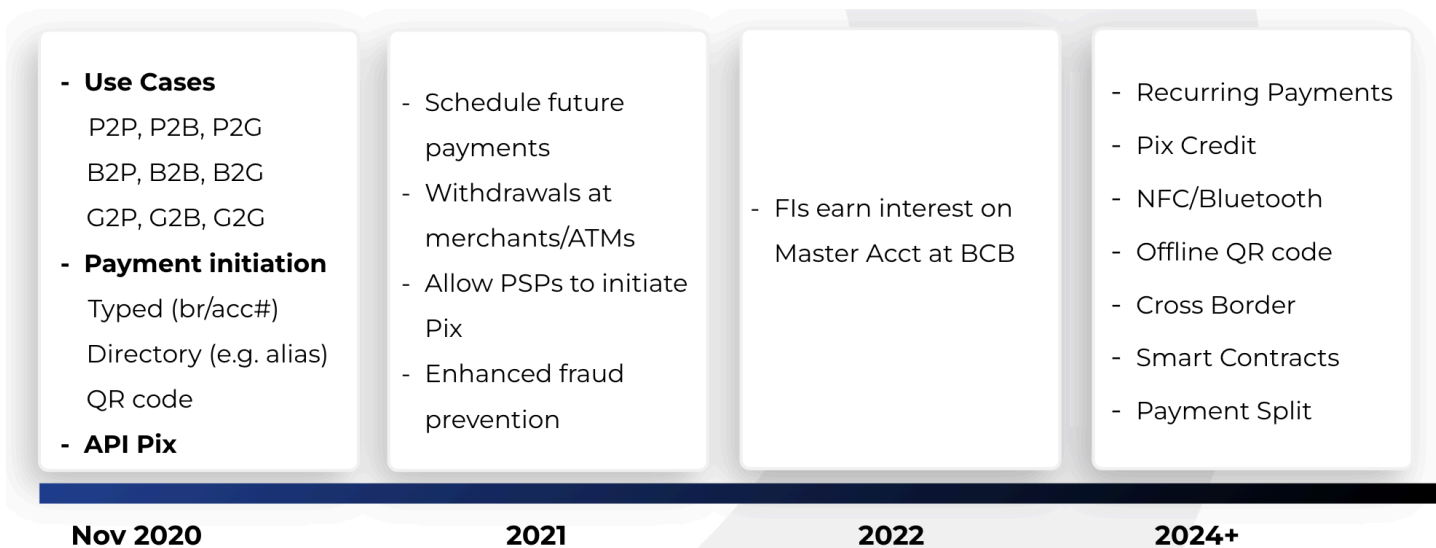 - Use Cases
P2P, P2B, P2G
B2P, B2B, B2G
G2P, G2B, G2G
- Payment initiation
Typed (br/acc#)
Directory (e.g. alias)
QR code
- API Pix
- Schedule future
payments
- Withdrawals at
merchants/ATMs
- Allow PSPs to initiate
Pix
- Enhanced fraud
prevention
- FIs earn interest on
Master Acct at BCB
- Recurring Payments
- Pix Credit
- NFC/Bluetooth
- Offline QR code
- Cross Border
- Smart Contracts
- Payment Split
Nov 2020
2021
2022
2024+